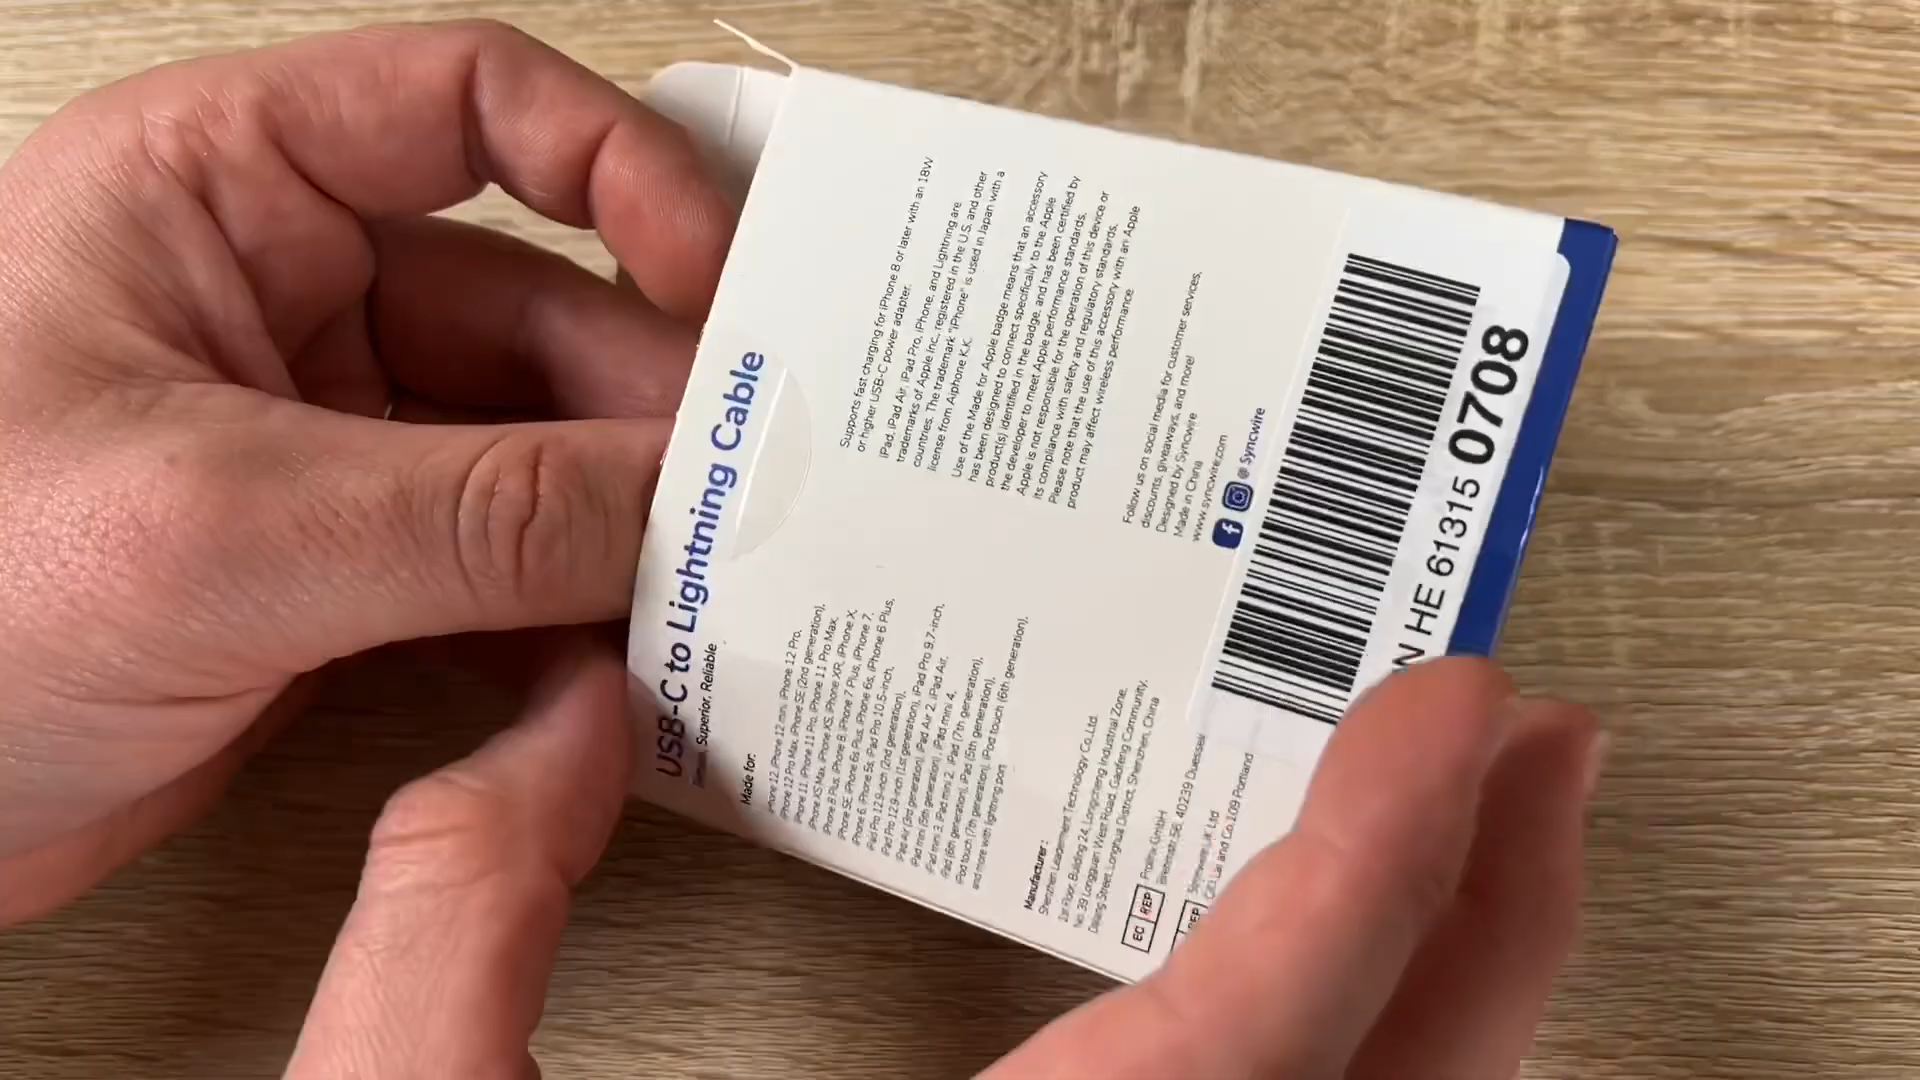 USB-C to Lightning Cable
Superior, Reliable
Made for:
iPhone 12, iPhone 12 mini, iPhone 12 Pro,
iPhone 12 Pro Max, iPhone SE (2nd generation),
iPhone 11, iPhone 11 Pro, iPhone 11 Pro Max,
iPhone XS Max, iPhone XS, iPhone XR, iPhone X,
iPhone 8 Plus, iPhone 8, iPhone 7 Plus, iPhone 7,
iPhone SE, iPhone 6s Plus, iPhone 6s, iPhone 6 Plus,
iPhone 6, iPhone 5s, iPad Pro 10.5-inch,
iPad Pro 12.9-inch (2nd generation),
iPad Pro 12.9-inch (1st generation), iPad Pro 9.7-inch,
iPad Air (3rd generation), iPad Air 2, iPad Air,
iPad mini (5th generation), iPad mini 4,
iPad mini 3, iPad mini 2, iPad (7th generation),
iPad (6th generation), iPad (5th generation),
iPod touch (7th generation), iPod touch (6th generation),
and more with lightning port
Supports fast charging for iPhone 8 or later with an 18W
or higher USB-C power adapter.
iPad, iPad Air, iPad Pro, iPhone, and Lightning are
trademarks of Apple Inc., registered in the U.S. and other
countries. The trademark "iPhone" is used in Japan with a
license from Aiphone K.K.
Use of the Made for Apple badge means that an accessory
has been designed to connect specifically to the Apple
product(s) identified in the badge, and has been certified by
the developer to meet Apple performance standards.
Apple is not responsible for the operation of this device or
its compliance with safety and regulatory standards.
Please note that the use of this accessory with an Apple
product may affect wireless performance
Manufacturer:
Shenzhen Technology Co.,Ltd.
1st Floor, Building 24, Longcheng Industrial Zone,
No. 39 Longguan West Road, Gaofeng Community,
Dalang Street, Longhua District, Shenzhen, China
EC REP
GmbH
56, 40239
REP
UK Ltd
109 Portland
Follow us on social media for customer services,
discounts, giveaways, and more!
Designed by Syncwire
Made in China
www.syncwire.com
f @ Syncwire
N HE 61315 0708